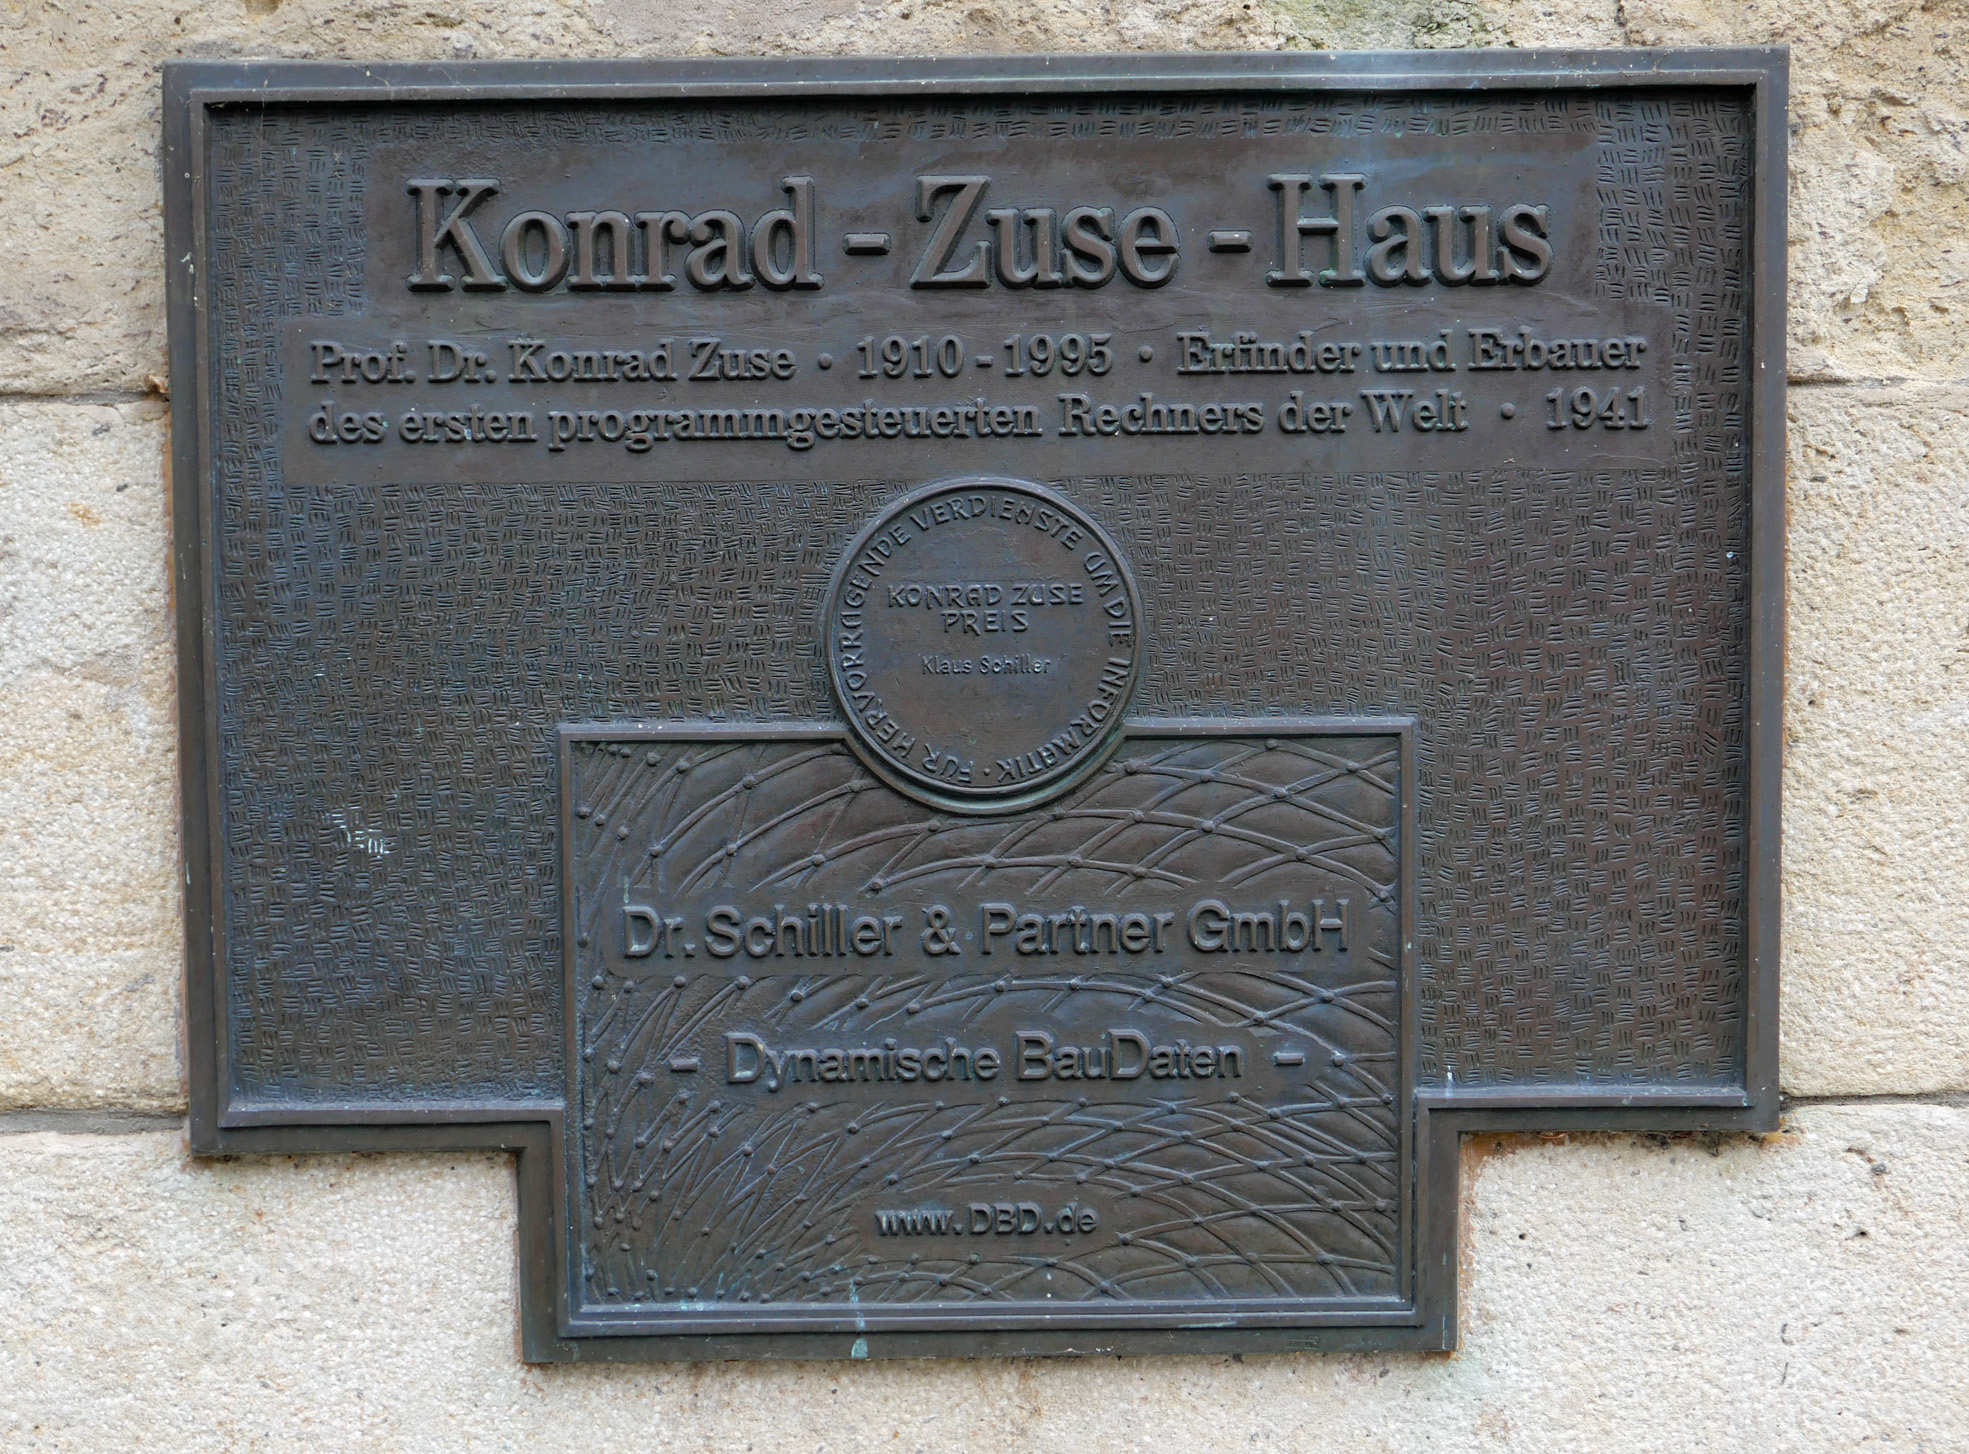 Konrad - Zuse - Haus
Prof. Dr. Konrad Zuse · 1910 - 1995 · Erfinder und Erbauer
des ersten programmgesteuerten Rechners der Welt · 1941
FÜR HERVORRAGENDE VERDIENSTE UM DIE INFORMATIK ·
KONRAD ZUSE
PREIS
Klaus Schiller
Dr. Schiller & Partner GmbH
- Dynamische BauDaten -
www.DBD.de